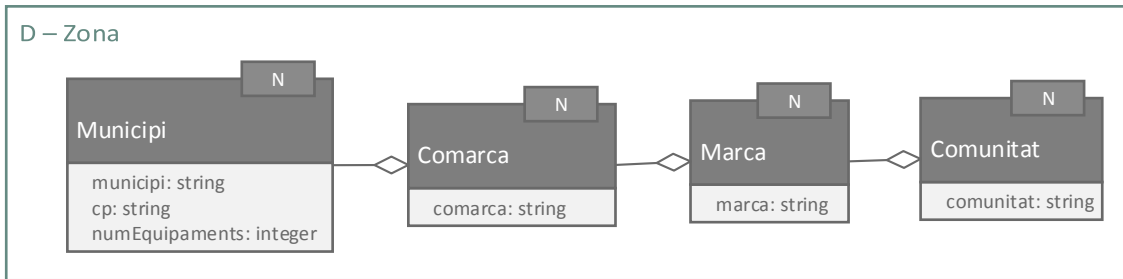 D – Zona
N
Municipi
municipi: string
cp: string
numEquipaments: integer
N
Comarca
comarca: string
N
Marca
marca: string
N
Comunitat
comunitat: string